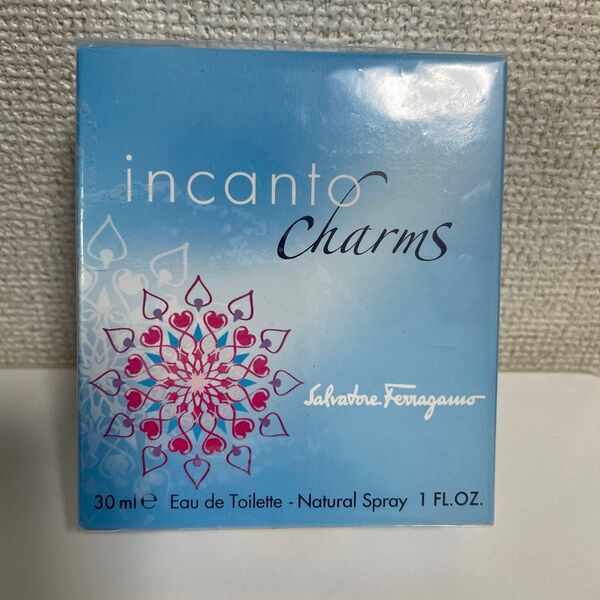 incanto
Charms
Salvatore Ferragamo
30 ml ℮ Eau de Toilette - Natural Spray 1 FL.OZ.